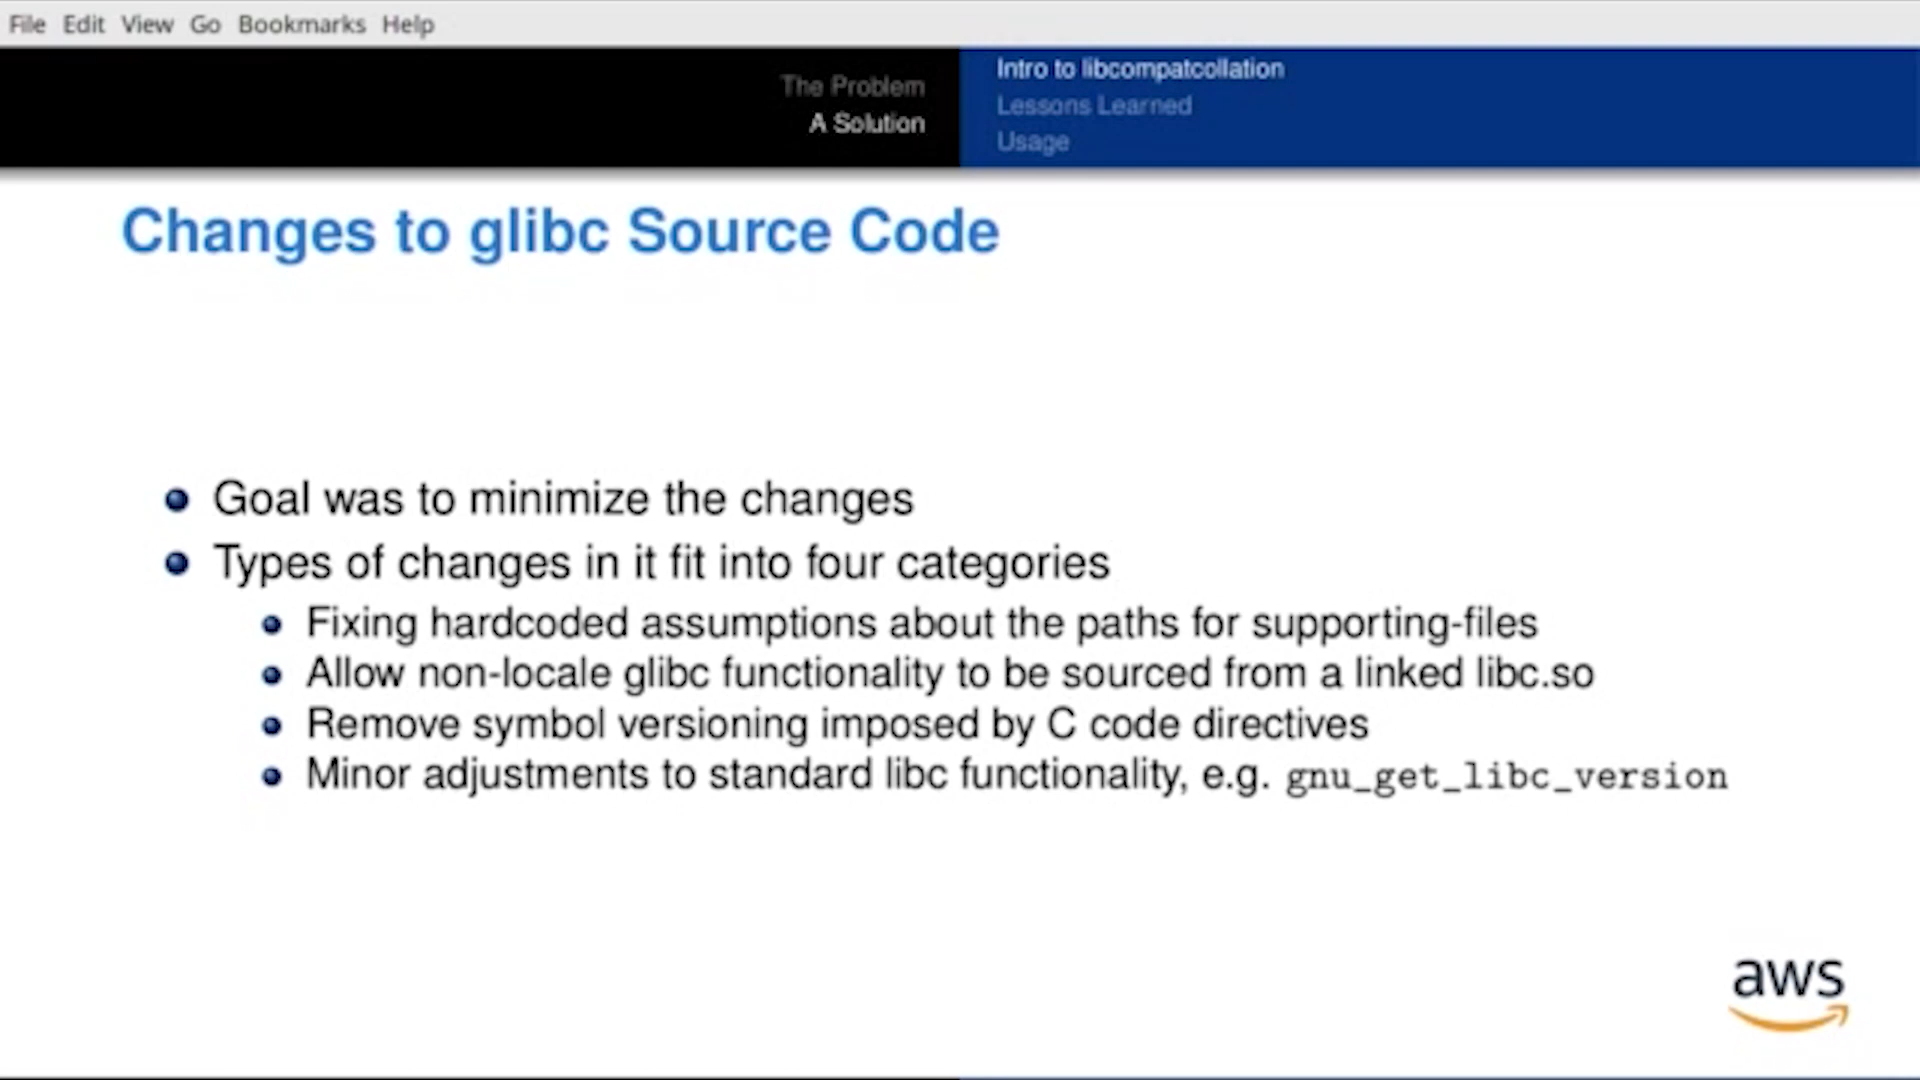 File Edit View Go Bookmarks Help
The Problem
A Solution
Intro to libcompatcollation
Lessons Learned
Usage
Changes to glibc Source Code
Goal was to minimize the changes
Types of changes in it fit into four categories
Fixing hardcoded assumptions about the paths for supporting-files
Allow non-locale glibc functionality to be sourced from a linked libc.so
Remove symbol versioning imposed by C code directives
Minor adjustments to standard libc functionality, e.g. gnu_get_libc_version
aws